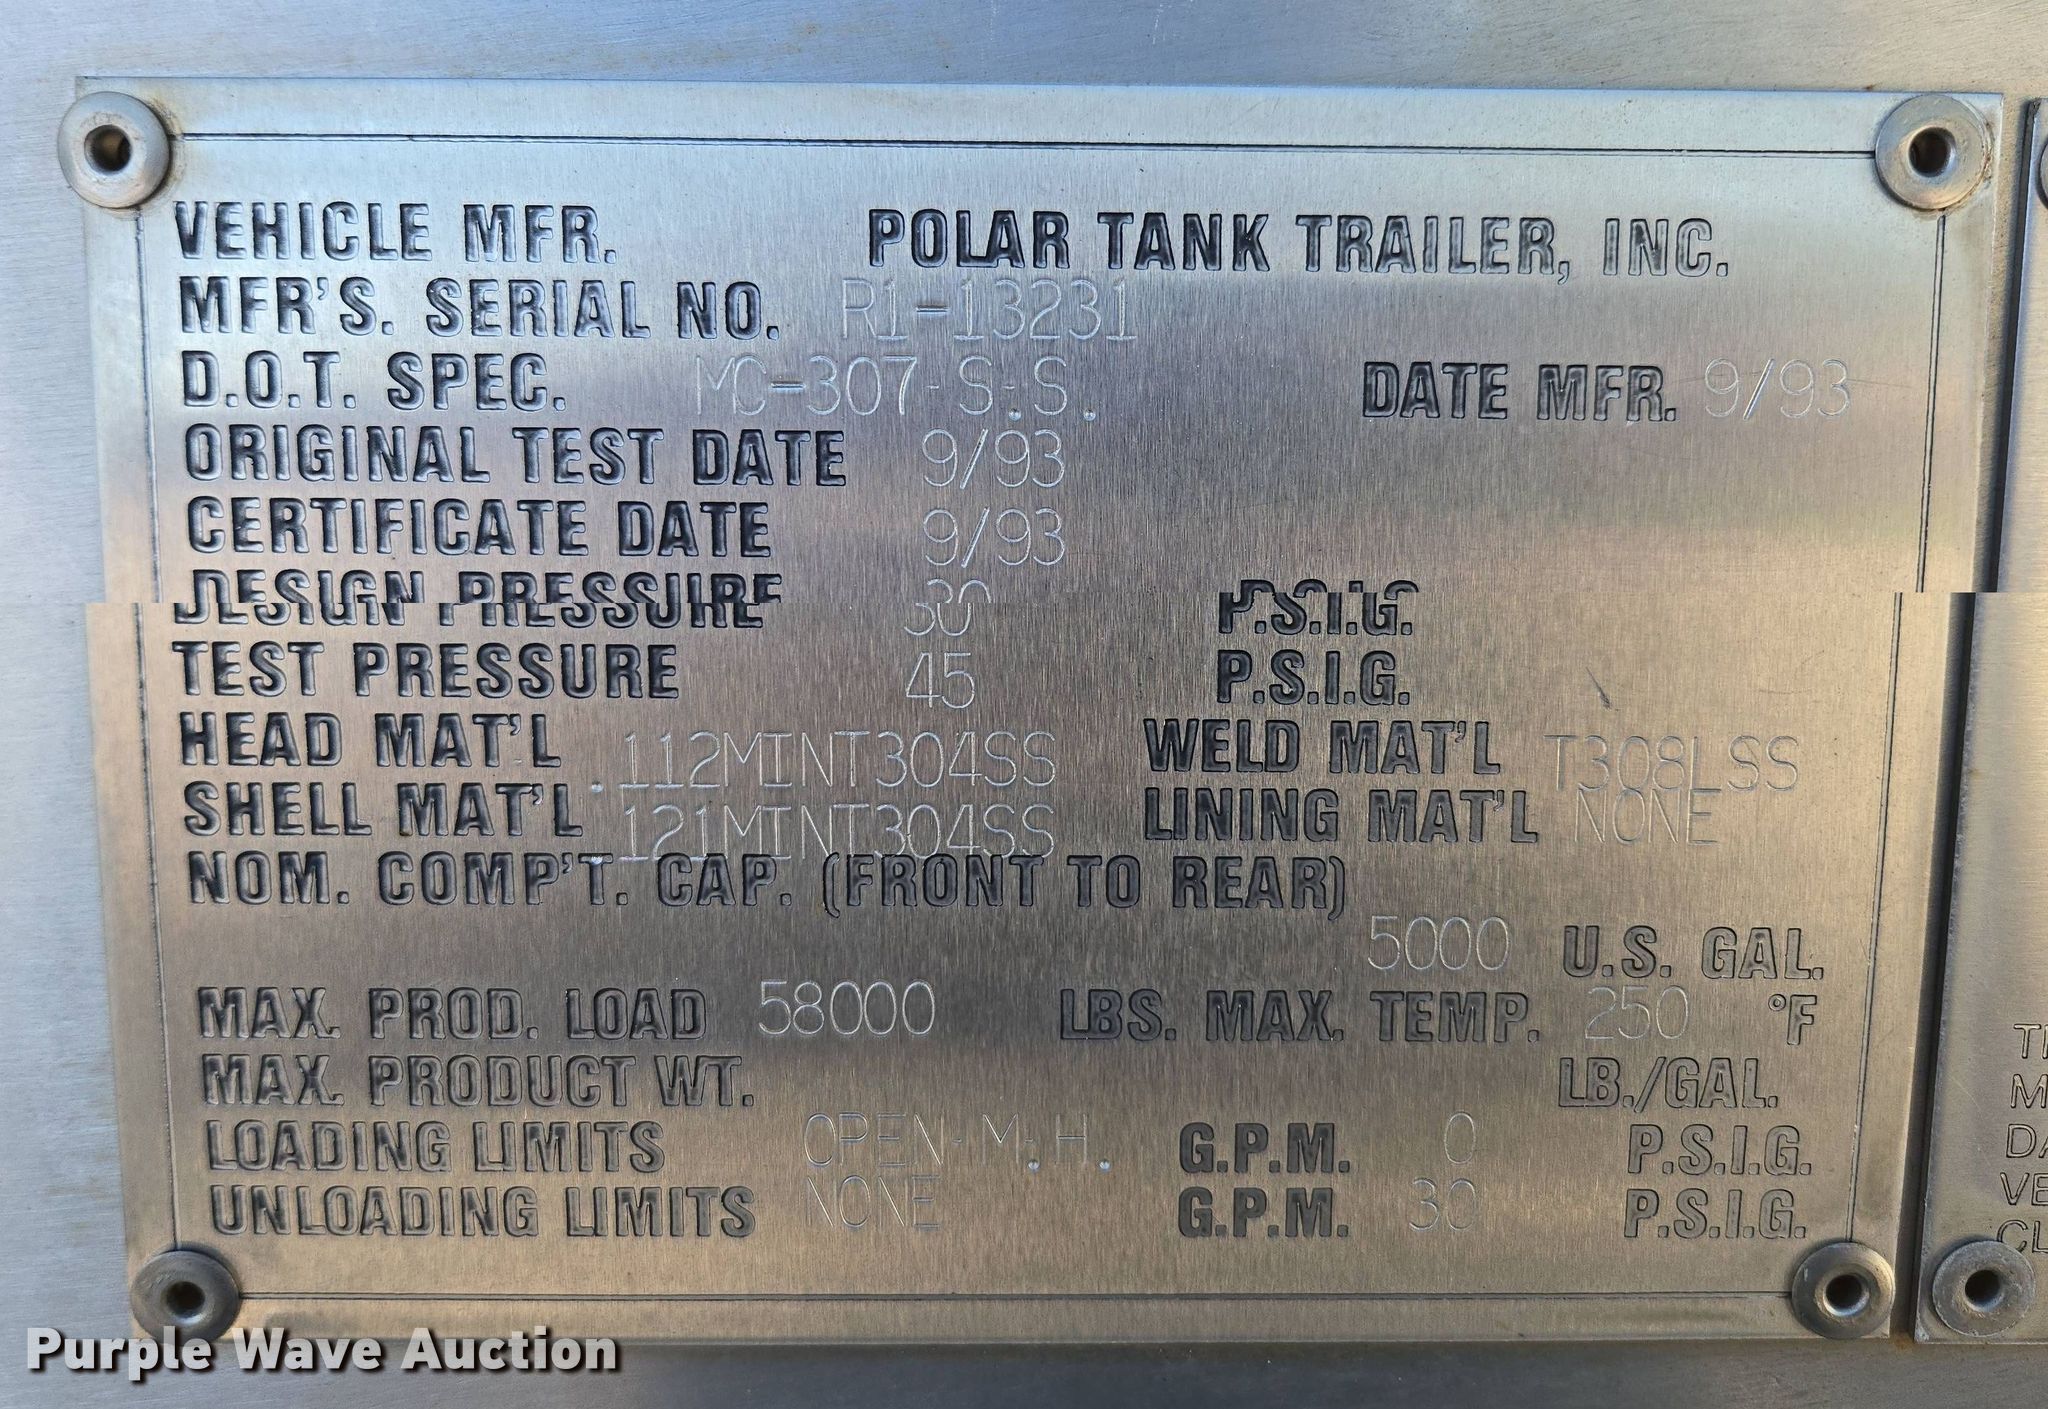 VEHICLE MFR. POLAR TANK TRAILER, INC.
MFR'S. SERIAL NO. R1-13231
D.O.T. SPEC. MC-307-S.S. DATE MFR. 9/93
ORIGINAL TEST DATE 9/93
CERTIFICATE DATE 9/93
DESIGN PRESSURE 30 P.S.I.G.
TEST PRESSURE 45 P.S.I.G.
HEAD MAT'L .112MINT304SS WELD MAT'L T308LSS
SHELL MAT'L .121MINT304SS LINING MAT'L NONE
NOM. COMP'T. CAP. (FRONT TO REAR)
5000 U.S. GAL.
MAX. PROD. LOAD 58000 LBS. MAX. TEMP. 250 °F
MAX. PRODUCT WT. LB./GAL.
LOADING LIMITS OPEN-M.H. G.P.M. 0 P.S.I.G.
UNLOADING LIMITS NONE G.P.M. 30 P.S.I.G.
Purple Wave Auction